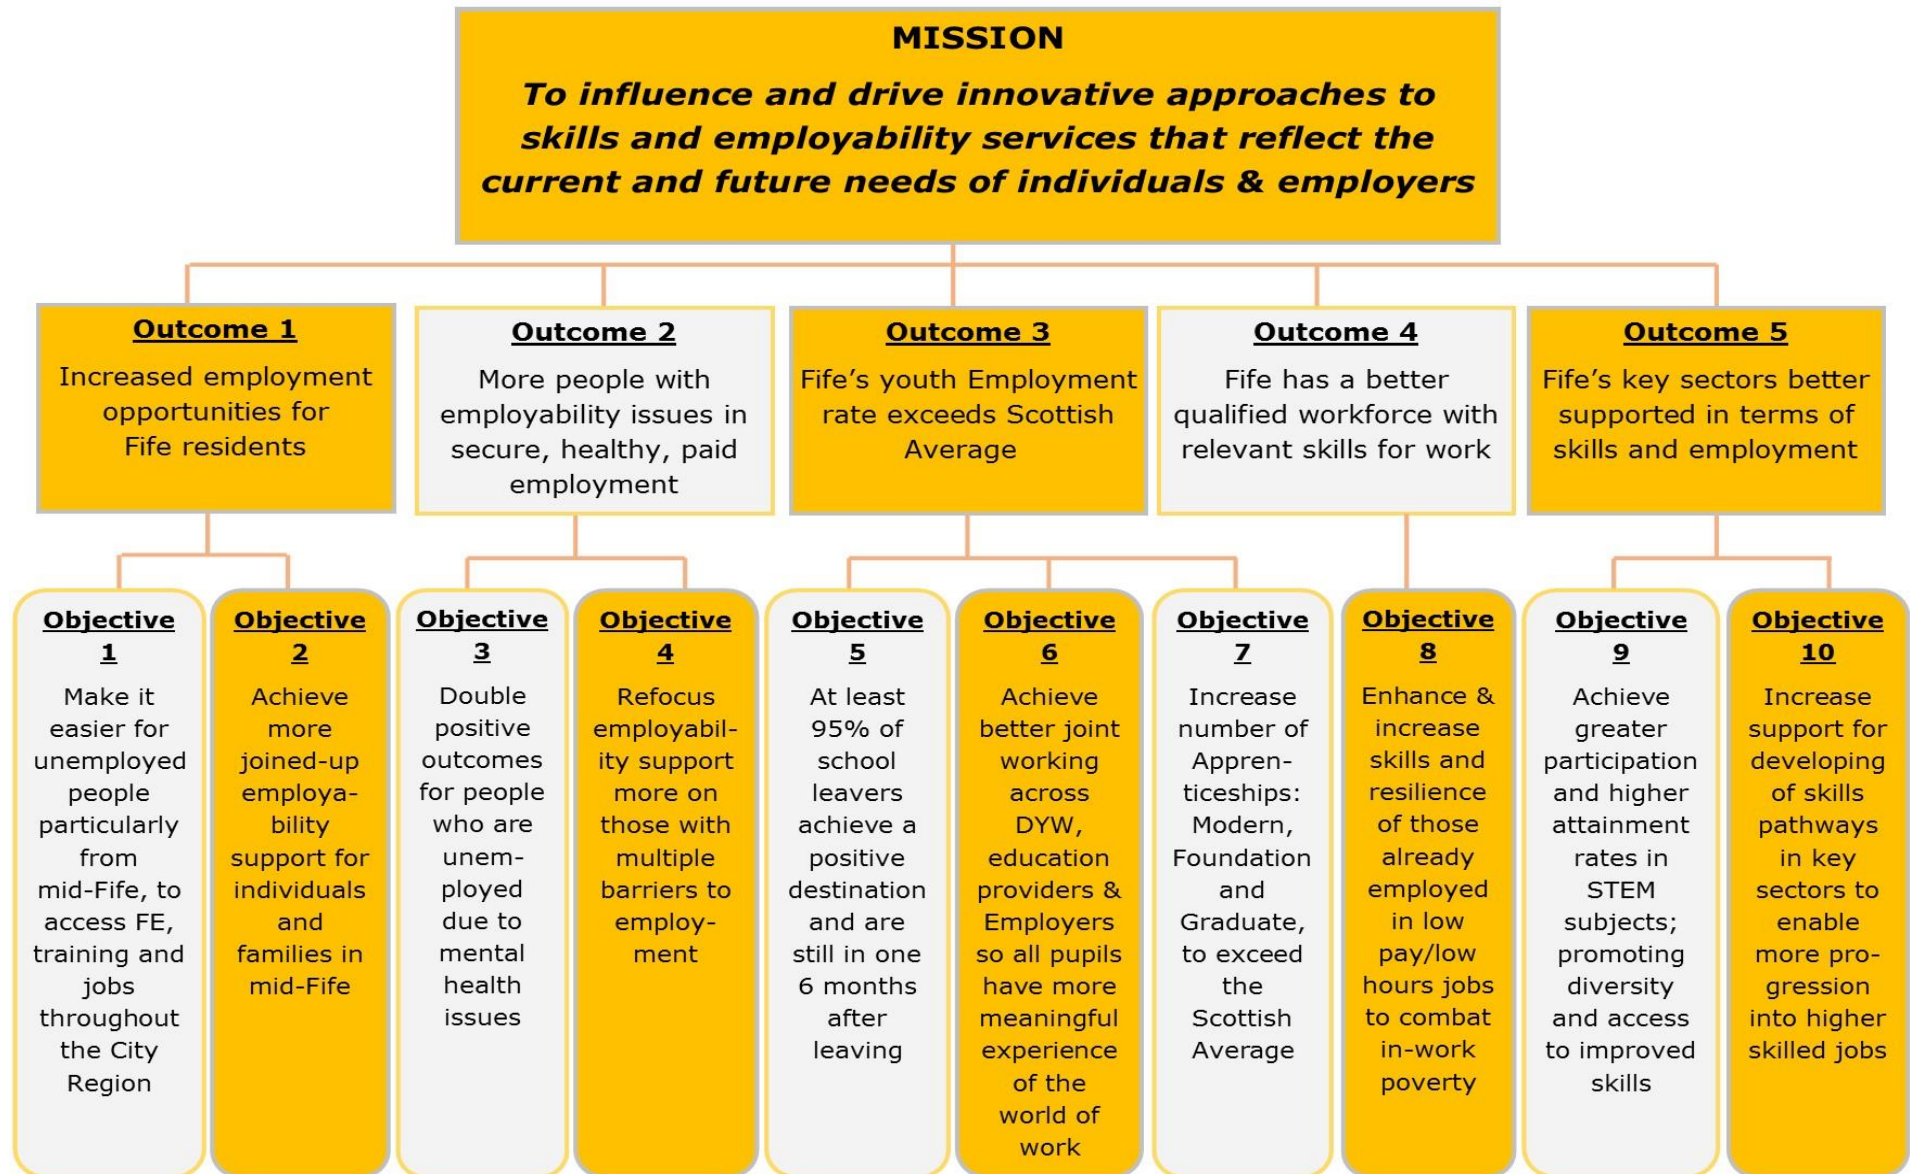 MISSION
To influence and drive innovative approaches to
skills and employability services that reflect the
current and future needs of individuals & employers
Outcome 1
Increased employment
opportunities for
Fife residents
Outcome 2
More people with
employability issues in
secure, healthy, paid
employment
Outcome 3
Fife’s youth Employment
rate exceeds Scottish
Average
Outcome 4
Fife has a better
qualified workforce with
relevant skills for work
Outcome 5
Fife’s key sectors better
supported in terms of
skills and employment
Objective
1
Make it
easier for
unemployed
people
particularly
from
mid-Fife, to
access FE,
training and
jobs
throughout
the City
Region
Objective
2
Achieve
more
joined-up
employa-
bility
support for
individuals
and
families in
mid-Fife
Objective
3
Double
positive
outcomes
for people
who are
unem-
ployed
due to
mental
health
issues
Objective
4
Refocus
employabil-
ity support
more on
those with
multiple
barriers to
employ-
ment
Objective
5
At least
95% of
school
leavers
achieve a
positive
destination
and are
still in one
6 months
after
leaving
Objective
6
Achieve
better joint
working
across
DYW,
education
providers &
Employers
so all pupils
have more
meaningful
experience
of the
world of
work
Objective
7
Increase
number of
Appren-
ticeships:
Modern,
Foundation
and
Graduate,
to exceed
the
Scottish
Average
Objective
8
Enhance &
increase
skills and
resilience
of those
already
employed
in low
pay/low
hours jobs
to combat
in-work
poverty
Objective
9
Achieve
greater
participation
and higher
attainment
rates in
STEM
subjects;
promoting
diversity
and access
to improved
skills
Objective
10
Increase
support for
developing
of skills
pathways
in key
sectors to
enable
more pro-
gression
into higher
skilled jobs